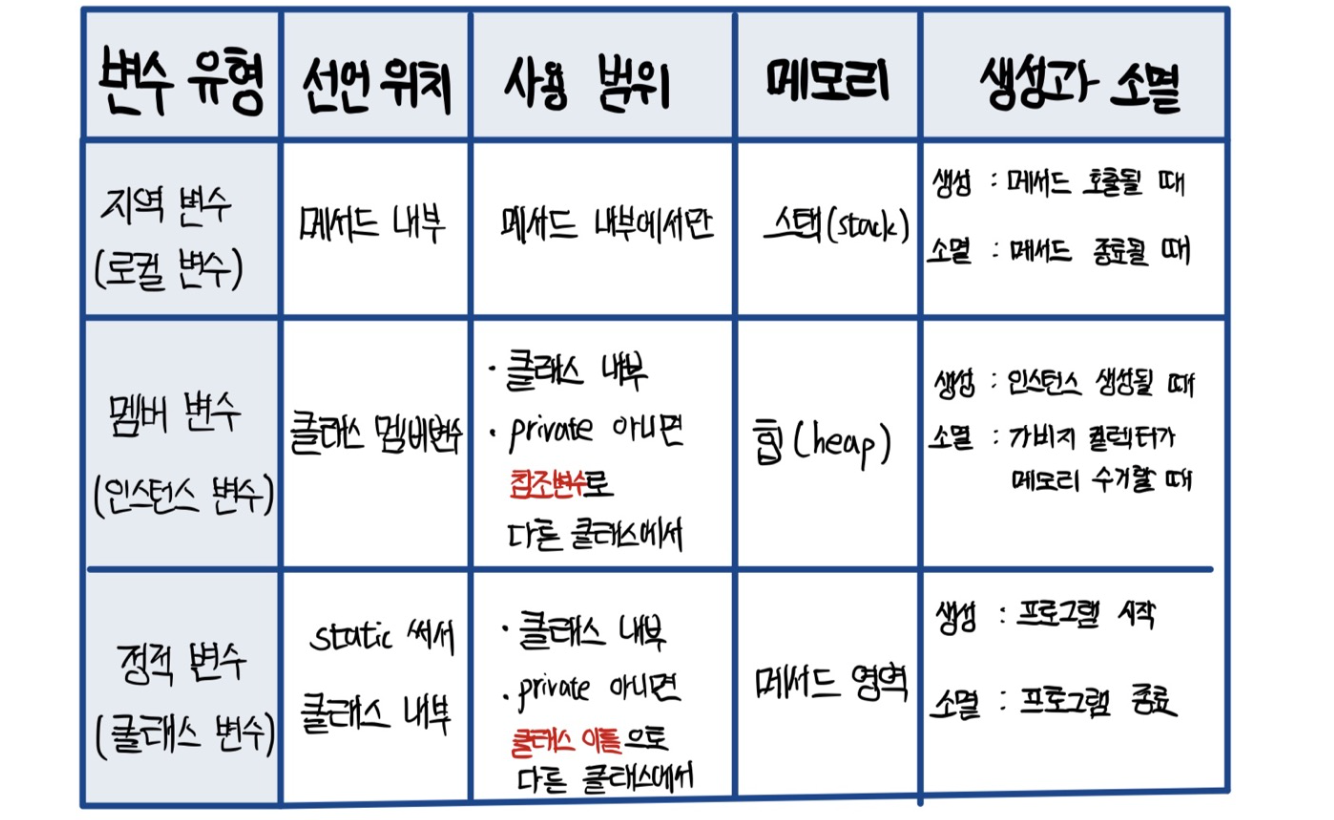 변수 유형
선언 위치
사용 범위
메모리
생성과 소멸
지역 변수
(로컬 변수)
메서드 내부
메서드 내부에서만
스택(stack)
생성 : 메서드 호출될 때
소멸 : 메서드 종료될 때
멤버 변수
(인스턴스 변수)
클래스 멤버변수
· 클래스 내부
· private 아니면
참조변수로
다른 클래스에서
힙(heap)
생성 : 인스턴스 생성될 때
소멸 : 가비지 컬렉터가
메모리 수거할 때
정적 변수
(클래스 변수)
static 써서
클래스 내부
· 클래스 내부
· private 아니면
클래스 이름으로
다른 클래스에서
메서드 영역
생성 : 프로그램 시작
소멸 : 프로그램 종료